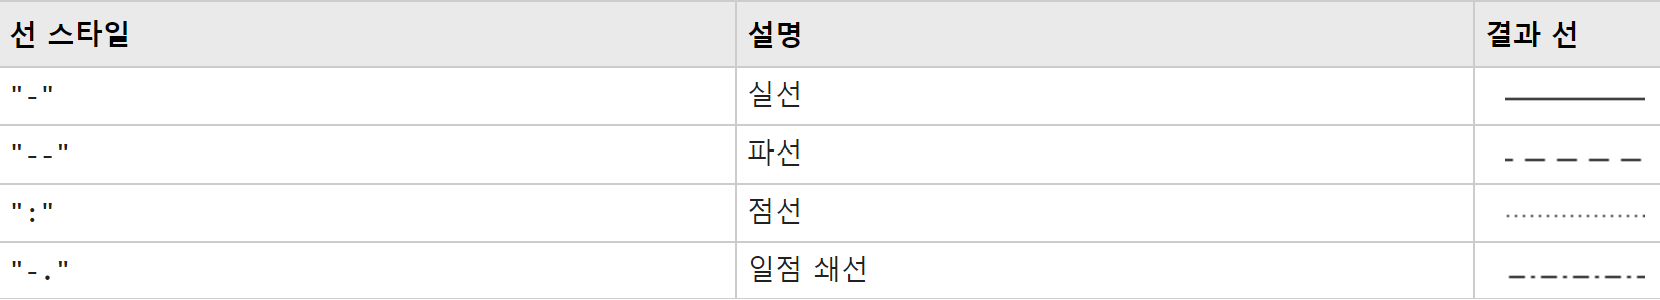 선 스타일 설명 결과 선
"-" 실선
"--" 파선
":" 점선
"-." 일점 쇄선